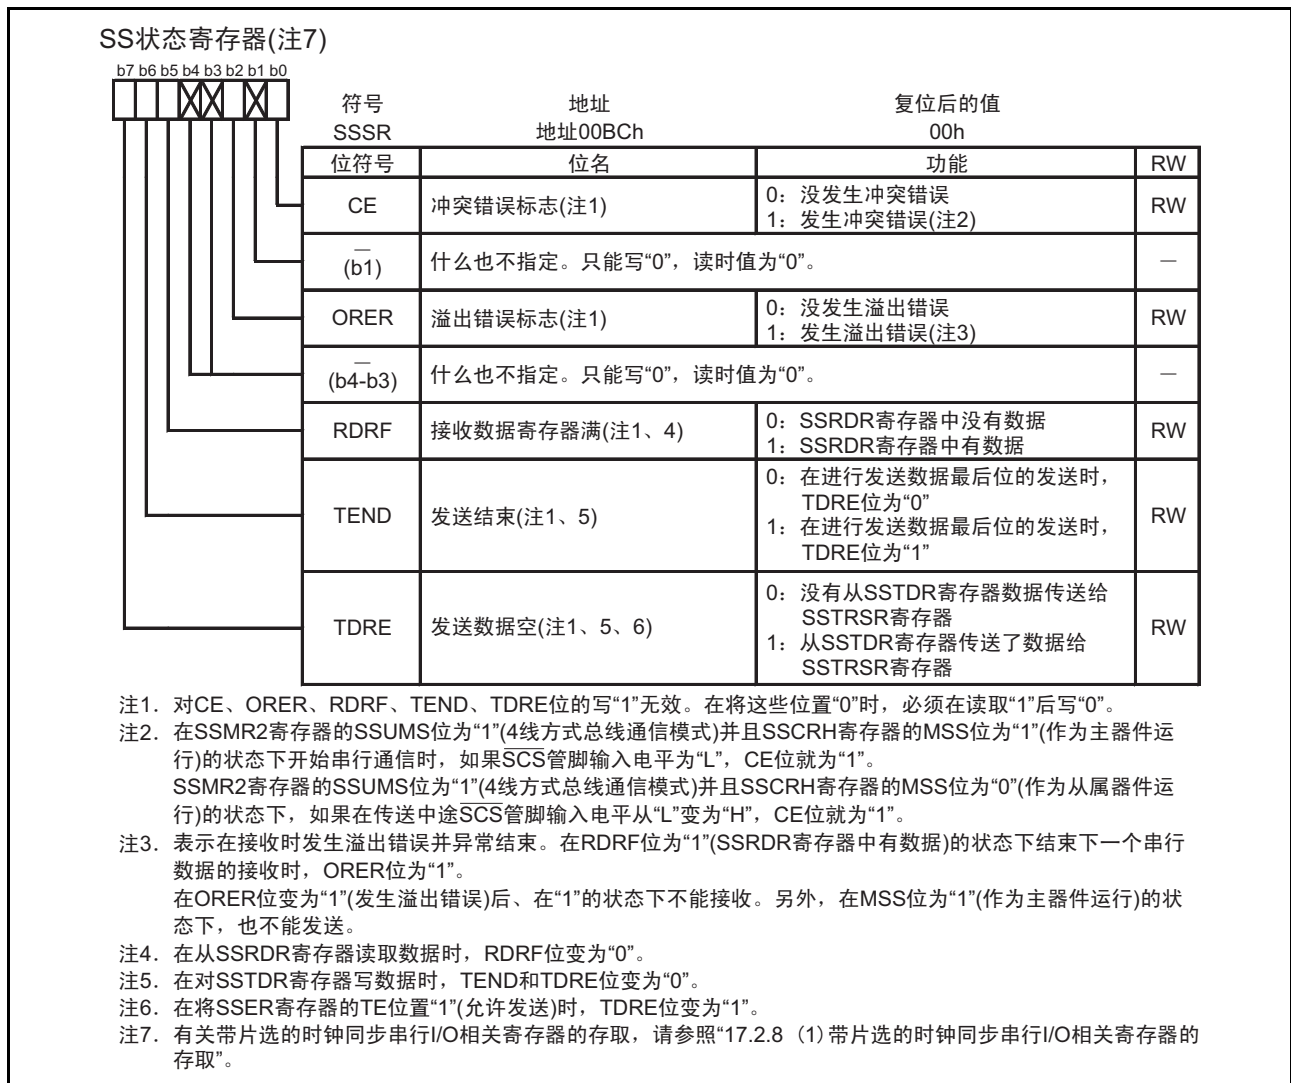 SS状态寄存器(注7)
b7 b6 b5 b4 b3 b2 b1 b0
符号 地址 复位后的值
SSSR 地址00BCh 00h
位符号 位名 功能 RW
CE 冲突错误标志(注1) 0：没发生冲突错误 RW
1：发生冲突错误(注2)
—
(b1) 什么也不指定。只能写“0”，读时值为“0”。 —
ORER 溢出错误标志(注1) 0：没发生溢出错误 RW
1：发生溢出错误(注3)
—
(b4-b3) 什么也不指定。只能写“0”，读时值为“0”。 —
RDRF 接收数据寄存器满(注1、4) 0：SSRDR寄存器中没有数据 RW
1：SSRDR寄存器中有数据
TEND 发送结束(注1、5) 0：在进行发送数据最后位的发送时， RW
TDRE位为“0”
1：在进行发送数据最后位的发送时，
TDRE位为“1”
TDRE 发送数据空(注1、5、6) 0：没有从SSTDR寄存器数据传送给 RW
SSTRSR寄存器
1：从SSTDR寄存器传送了数据给
SSTRSR寄存器
注1. 对CE、ORER、RDRF、TEND、TDRE位的写“1”无效。在将这些位置“0”时，必须在读取“1”后写“0”。
注2. 在SSMR2寄存器的SSUMS位为“1”(4线方式总线通信模式)并且SSCRH寄存器的MSS位为“1”(作为主器件运
行)的状态下开始串行通信时，如果S̅C̅S̅管脚输入电平为“L”，CE位就为“1”。
SSMR2寄存器的SSUMS位为“1”(4线方式总线通信模式)并且SSCRH寄存器的MSS位为“0”(作为从属器件运
行)的状态下，如果在传送中途S̅C̅S̅管脚输入电平从“L”变为“H”，CE位就为“1”。
注3. 表示在接收时发生溢出错误并异常结束。在RDRF位为“1”(SSRDR寄存器中有数据)的状态下结束下一个串行
数据的接收时，ORER位为“1”。
在ORER位变为“1”(发生溢出错误)后、在“1”的状态下不能接收。另外，在MSS位为“1”(作为主器件运行)的状
态下，也不能发送。
注4. 在从SSRDR寄存器读取数据时，RDRF位变为“0”。
注5. 在对SSTDR寄存器写数据时，TEND和TDRE位变为“0”。
注6. 在将SSER寄存器的TE位置“1”(允许发送)时，TDRE位变为“1”。
注7. 有关带片选的时钟同步串行I/O相关寄存器的存取，请参照“17.2.8 (1) 带片选的时钟同步串行I/O相关寄存器的
存取”。